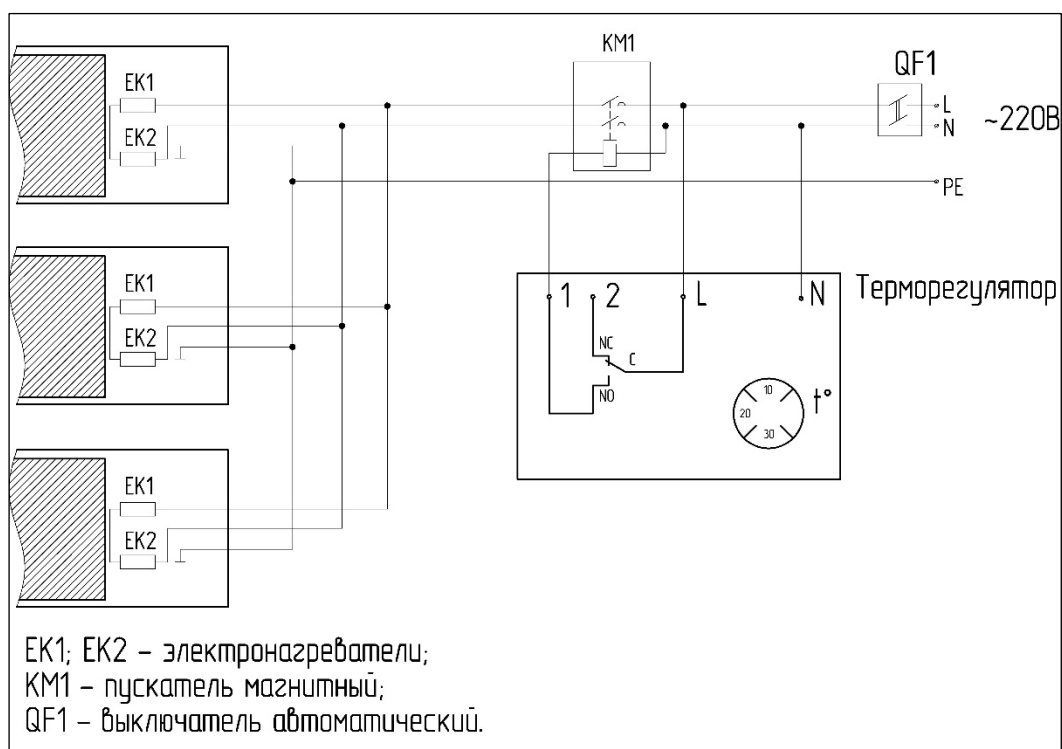 KM1
QF1
EK1
EK2
L
N
~220В
PE
EK1
EK2
1
2
L
N
Терморегулятор
NC
C
NO
10
20
30
t°
EK1
EK2
EK1; EK2 – электронагреватели;
KM1 – пускатель магнитный;
QF1 – выключатель автоматический.